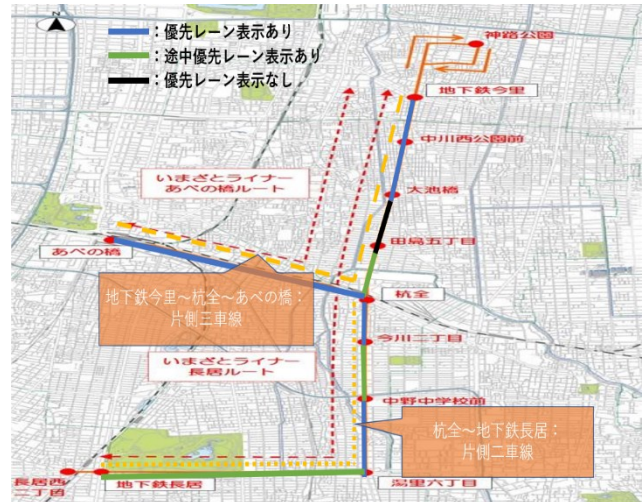 ：優先レーン表示あり
：途中優先レーン表示あり
：優先レーン表示なし
神路公園
地下鉄今里
中川西公園前
いまざとライナー
あべの橋ルート
大池橋
田島五丁目
あべの橋
地下鉄今里～杭全～あべの橋：
片側三車線
杭全
今川二丁目
いまざとライナー
長居ルート
中野中学校前
杭全～地下鉄長居：
片側二車線
長居西
二丁目
地下鉄長居
湯里六丁目